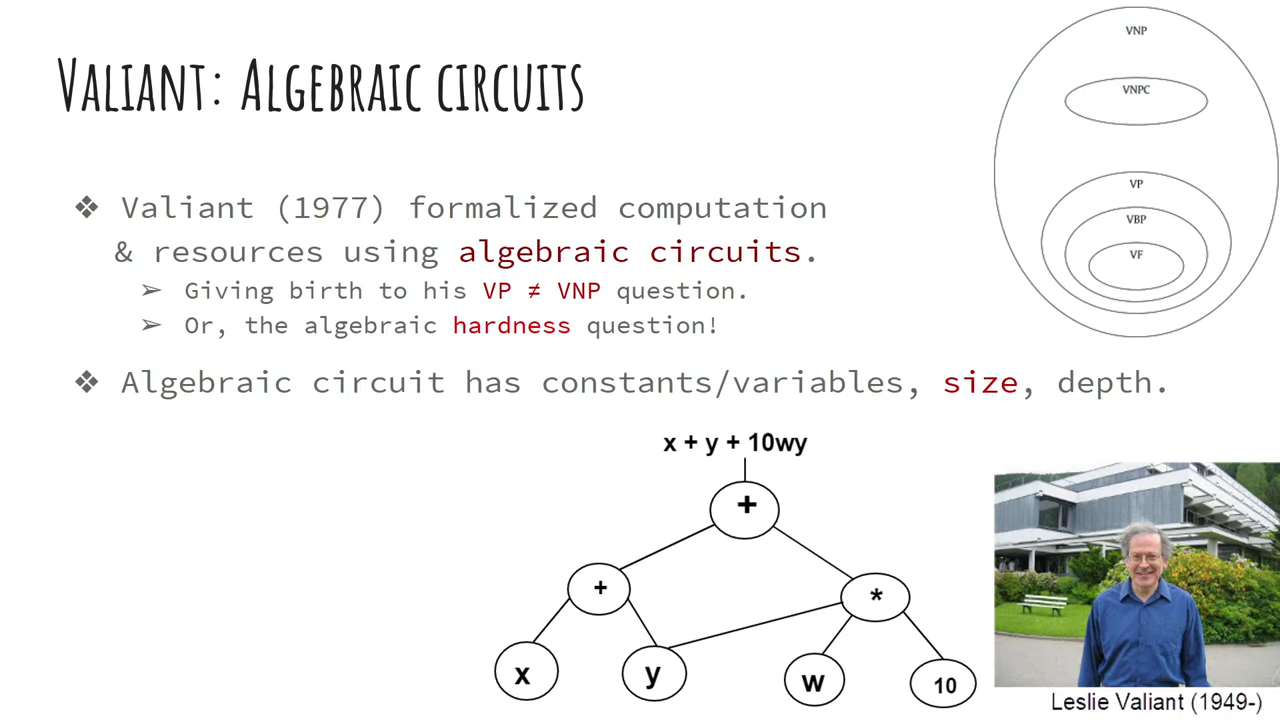 Valiant: Algebraic circuits
❖ Valiant (1977) formalized computation
& resources using algebraic circuits.
➢ Giving birth to his VP ≠ VNP question.
➢ Or, the algebraic hardness question!
❖ Algebraic circuit has constants/variables, size, depth.
VNP
VNPC
VP
VBP
VF
x + y + 10wy
+
+ *
x y w 10
Leslie Valiant (1949-)